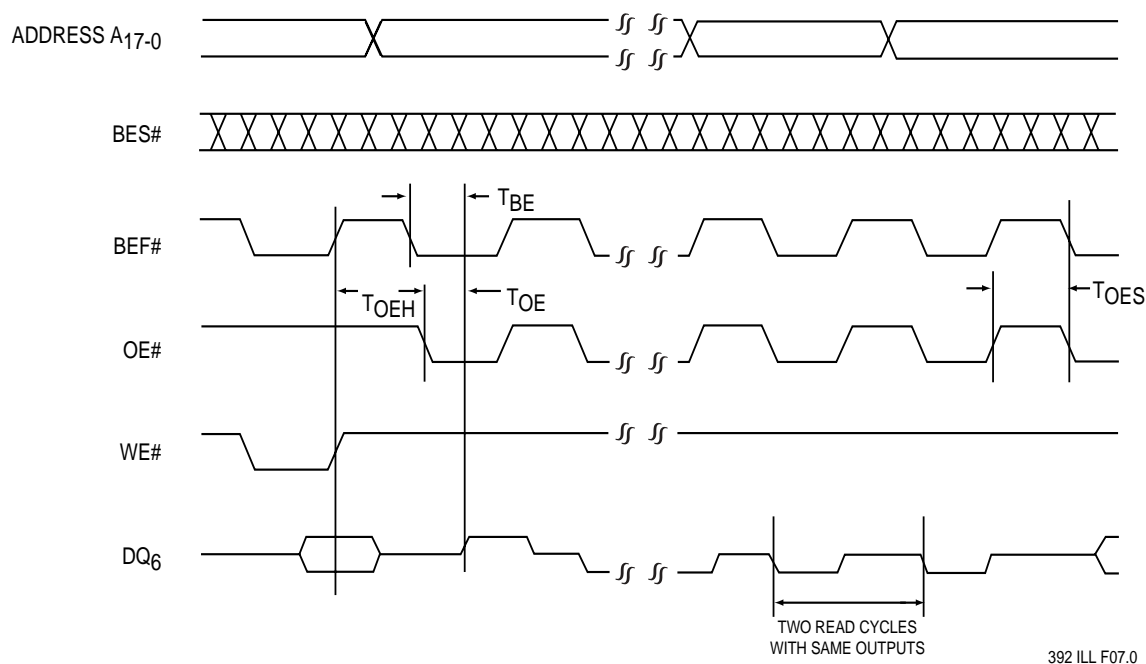 ADDRESS A17-0
BES#
TBE
BEF#
TOEH
TOE
TOES
OE#
WE#
DQ6
TWO READ CYCLES
WITH SAME OUTPUTS
392 ILL F07.0